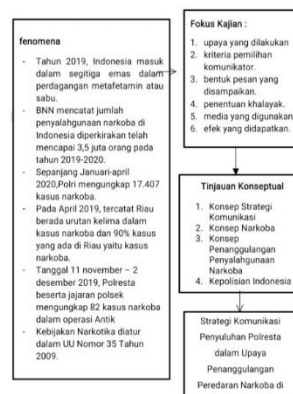 fenomena
- Tahun 2019, Indonesia masuk
dalam segitiga emas dalam
perdagangan metafetamin atau
sabu.
- BNN mencatat jumlah
penyalahgunaan narkoba di
Indonesia diperkirakan telah
mencapai 3,5 juta orang pada
tahun 2019-2020.
- Sepanjang Januari-april
2020,Polri mengungkap 17.407
kasus narkoba.
- Pada April 2019, tercatat Riau
berada urutan kelima dalam
kasus narkoba dan 90% kasus
yang ada di Riau yaitu kasus
narkoba.
- Tanggal 11 november – 2
desember 2019, Polresta
beserta jajaran polsek
mengungkap 82 kasus narkoba
dalam operasi Antik
- Kebijakan Narkotika diatur
dalam UU Nomor 35 Tahun
2009.
Fokus Kajian :
1. upaya yang dilakukan
2. kriteria pemilihan
komunikator.
3. bentuk pesan yang
disampaikan.
4. penentuan khalayak.
5. media yang digunakan
6. efek yang didapatkan.
Tinjauan Konseptual
1. Konsep Strategi
Komunikasi
2. Konsep Narkoba
3. Konsep
Penanggulangan
Penyalahgunaan
Narkoba
4. Kepolisian Indonesia
Strategi Komunikasi
Penyuluhan Polresta
dalam Upaya
Penanggulangan
Peredaran Narkoba di